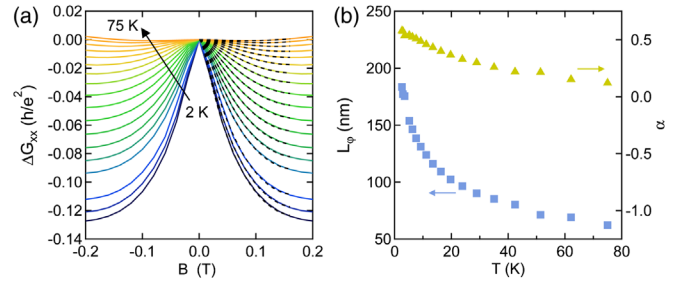 (a)
0.02
0.00
-0.02
-0.04
-0.06
-0.08
-0.10
-0.12
-0.14
ΔGxx (h/e²)
75 K
2 K
-0.2 -0.1 0.0 0.1 0.2
B (T)
(b)
250
200
150
100
50
Lφ (nm)
0.5
0.0
-0.5
-1.0
α
0 20 40 60 80
T (K)